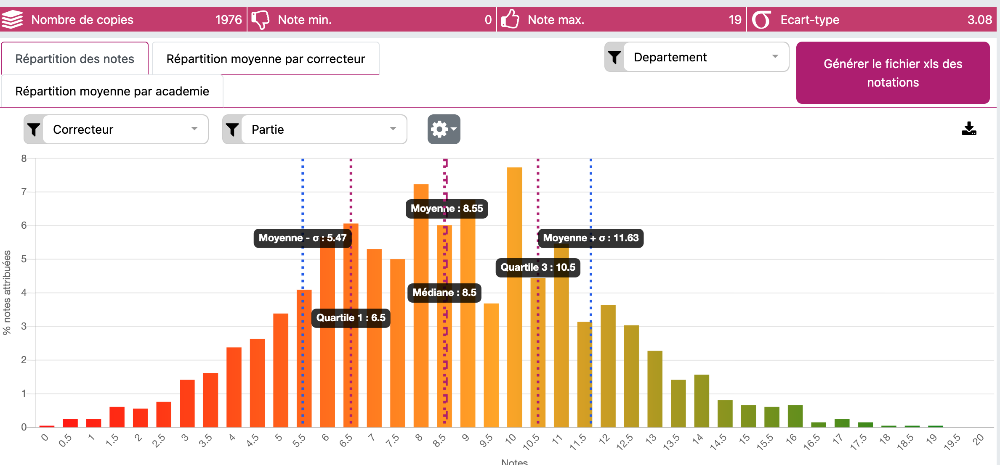 Nombre de copies 1976 Note min. 0 Note max. 19 Ecart-type 3.08
Répartition des notes Répartition moyenne par correcteur Departement Générer le fichier xls des
notations
Répartition moyenne par academie
Correcteur Partie
% notes attribuées
8
7
6
5
4
3
2
1
0
Moyenne : 8.55
Moyenne - σ : 5.47 Moyenne + σ : 11.63
Quartile 3 : 10.5
Médiane : 8.5
Quartile 1 : 6.5
0 0.5 1 1.5 2 2.5 3 3.5 4 4.5 5 5.5 6 6.5 7 7.5 8 8.5 9 9.5 10 10.5 11 11.5 12 12.5 13 13.5 14 14.5 15 15.5 16 16.5 17 17.5 18 18.5 19 19.5 20
Notes